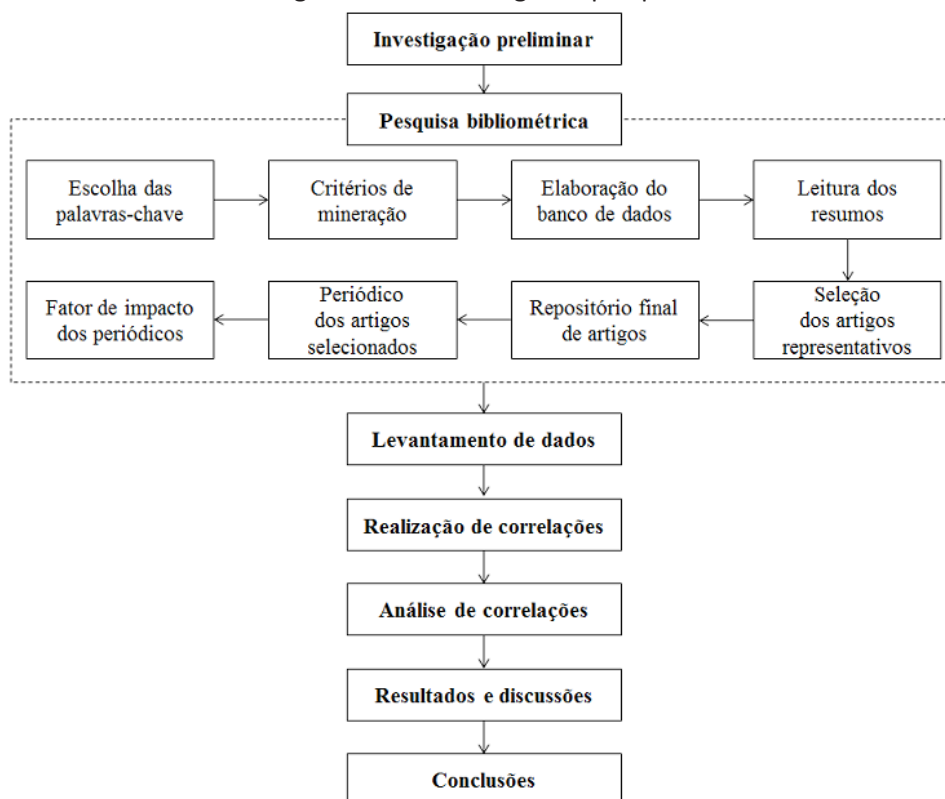 Investigação preliminar
Pesquisa bibliométrica
Escolha das
palavras-chave
Critérios de
mineração
Elaboração do
banco de dados
Leitura dos
resumos
Seleção
dos artigos
representativos
Repositório final
de artigos
Periódico
dos artigos
selecionados
Fator de impacto
dos periódicos
Levantamento de dados
Realização de correlações
Análise de correlações
Resultados e discussões
Conclusões